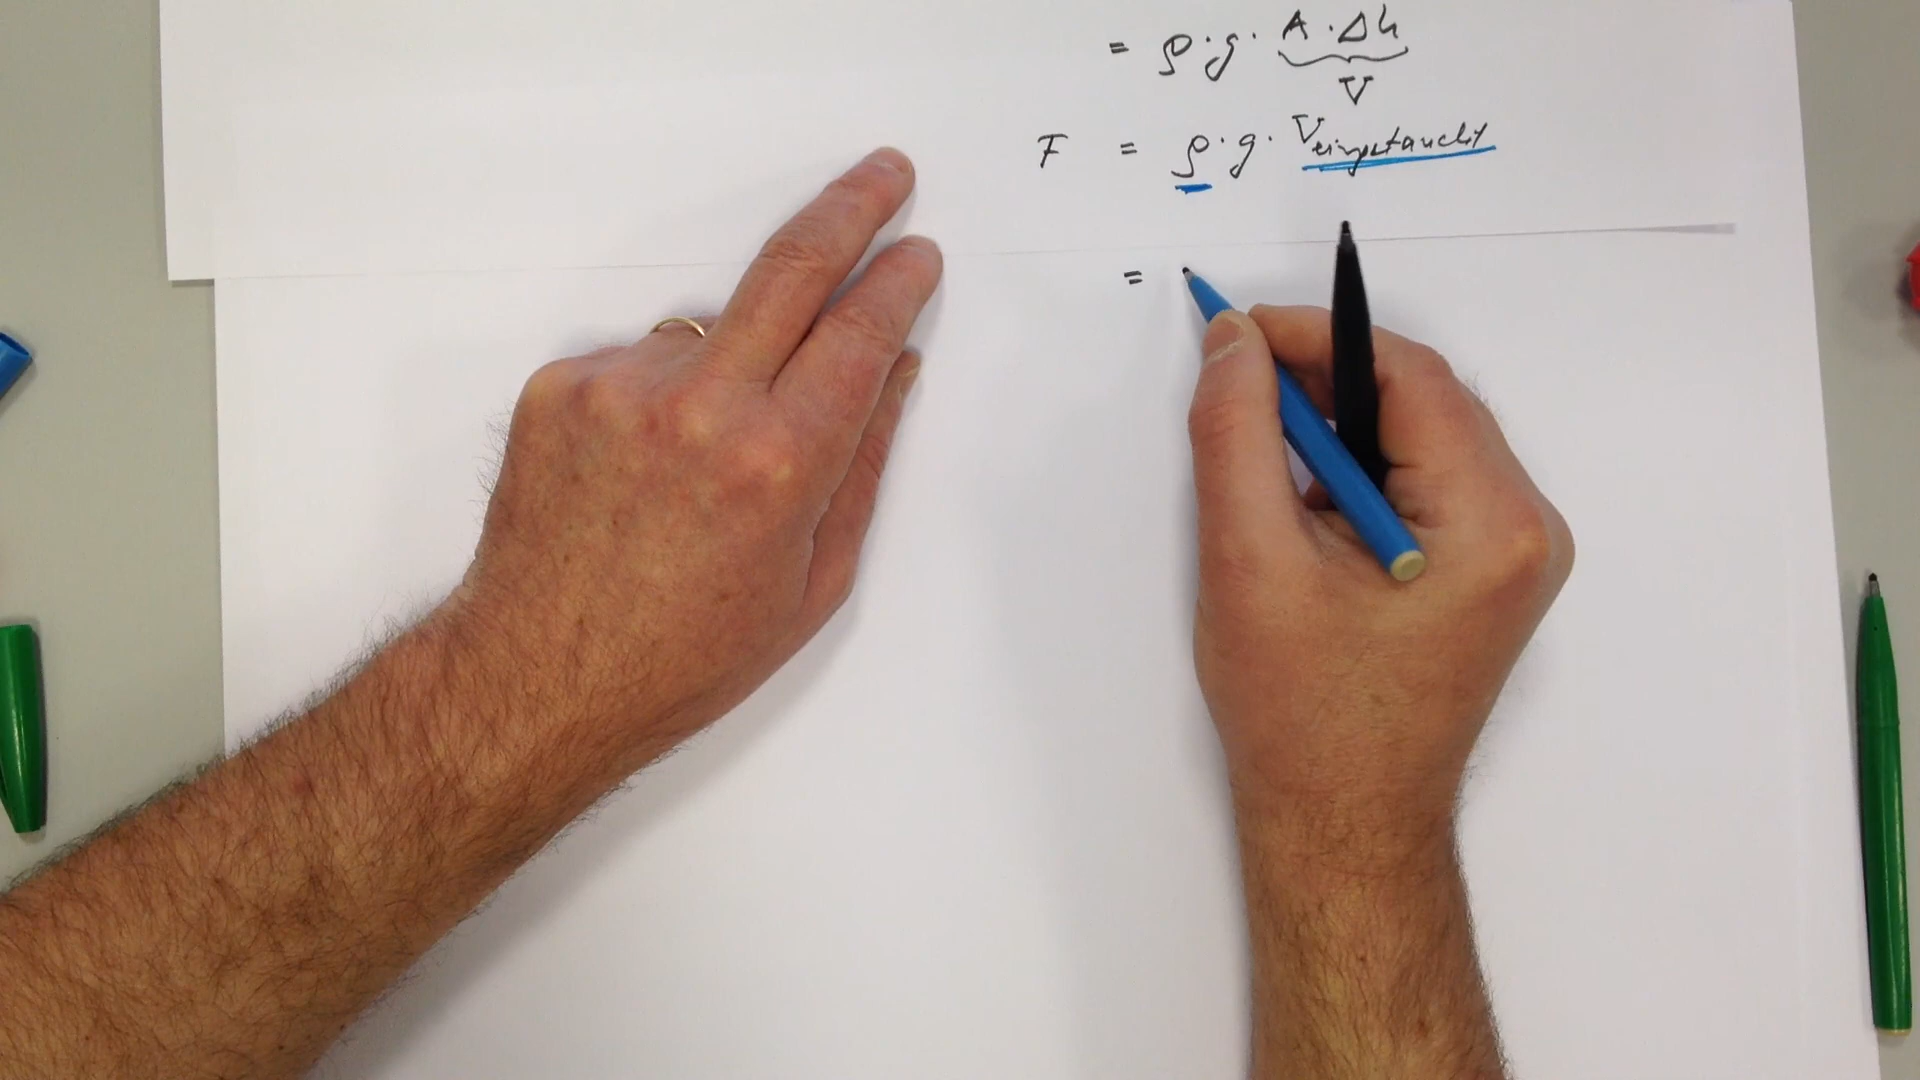 = ρ · g · A · Δh
V
F = ρ · g · V eingetaucht
=